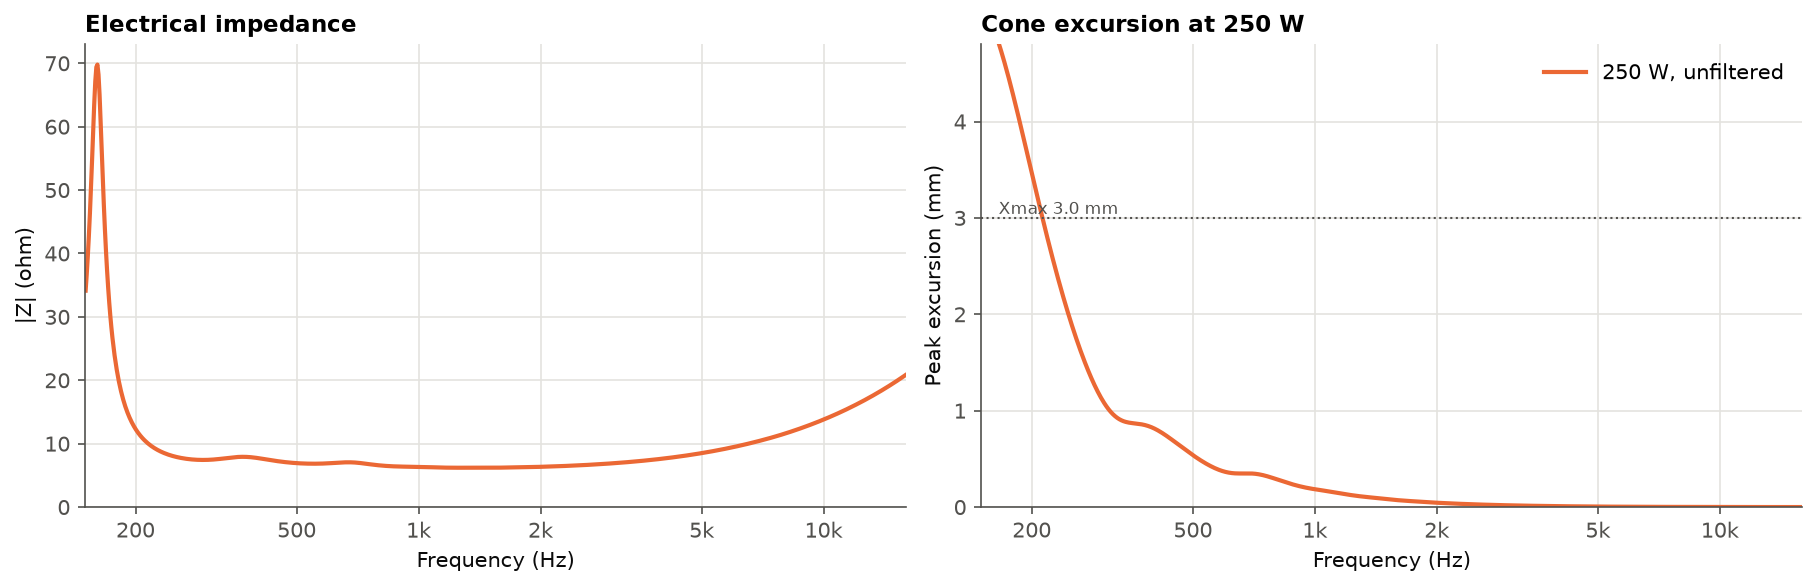 Electrical impedance
|Z| (ohm)
70
60
50
40
30
20
10
0
200
500
1k
2k
5k
10k
Frequency (Hz)
Cone excursion at 250 W
250 W, unfiltered
Xmax 3.0 mm
Peak excursion (mm)
4
3
2
1
0
200
500
1k
2k
5k
10k
Frequency (Hz)